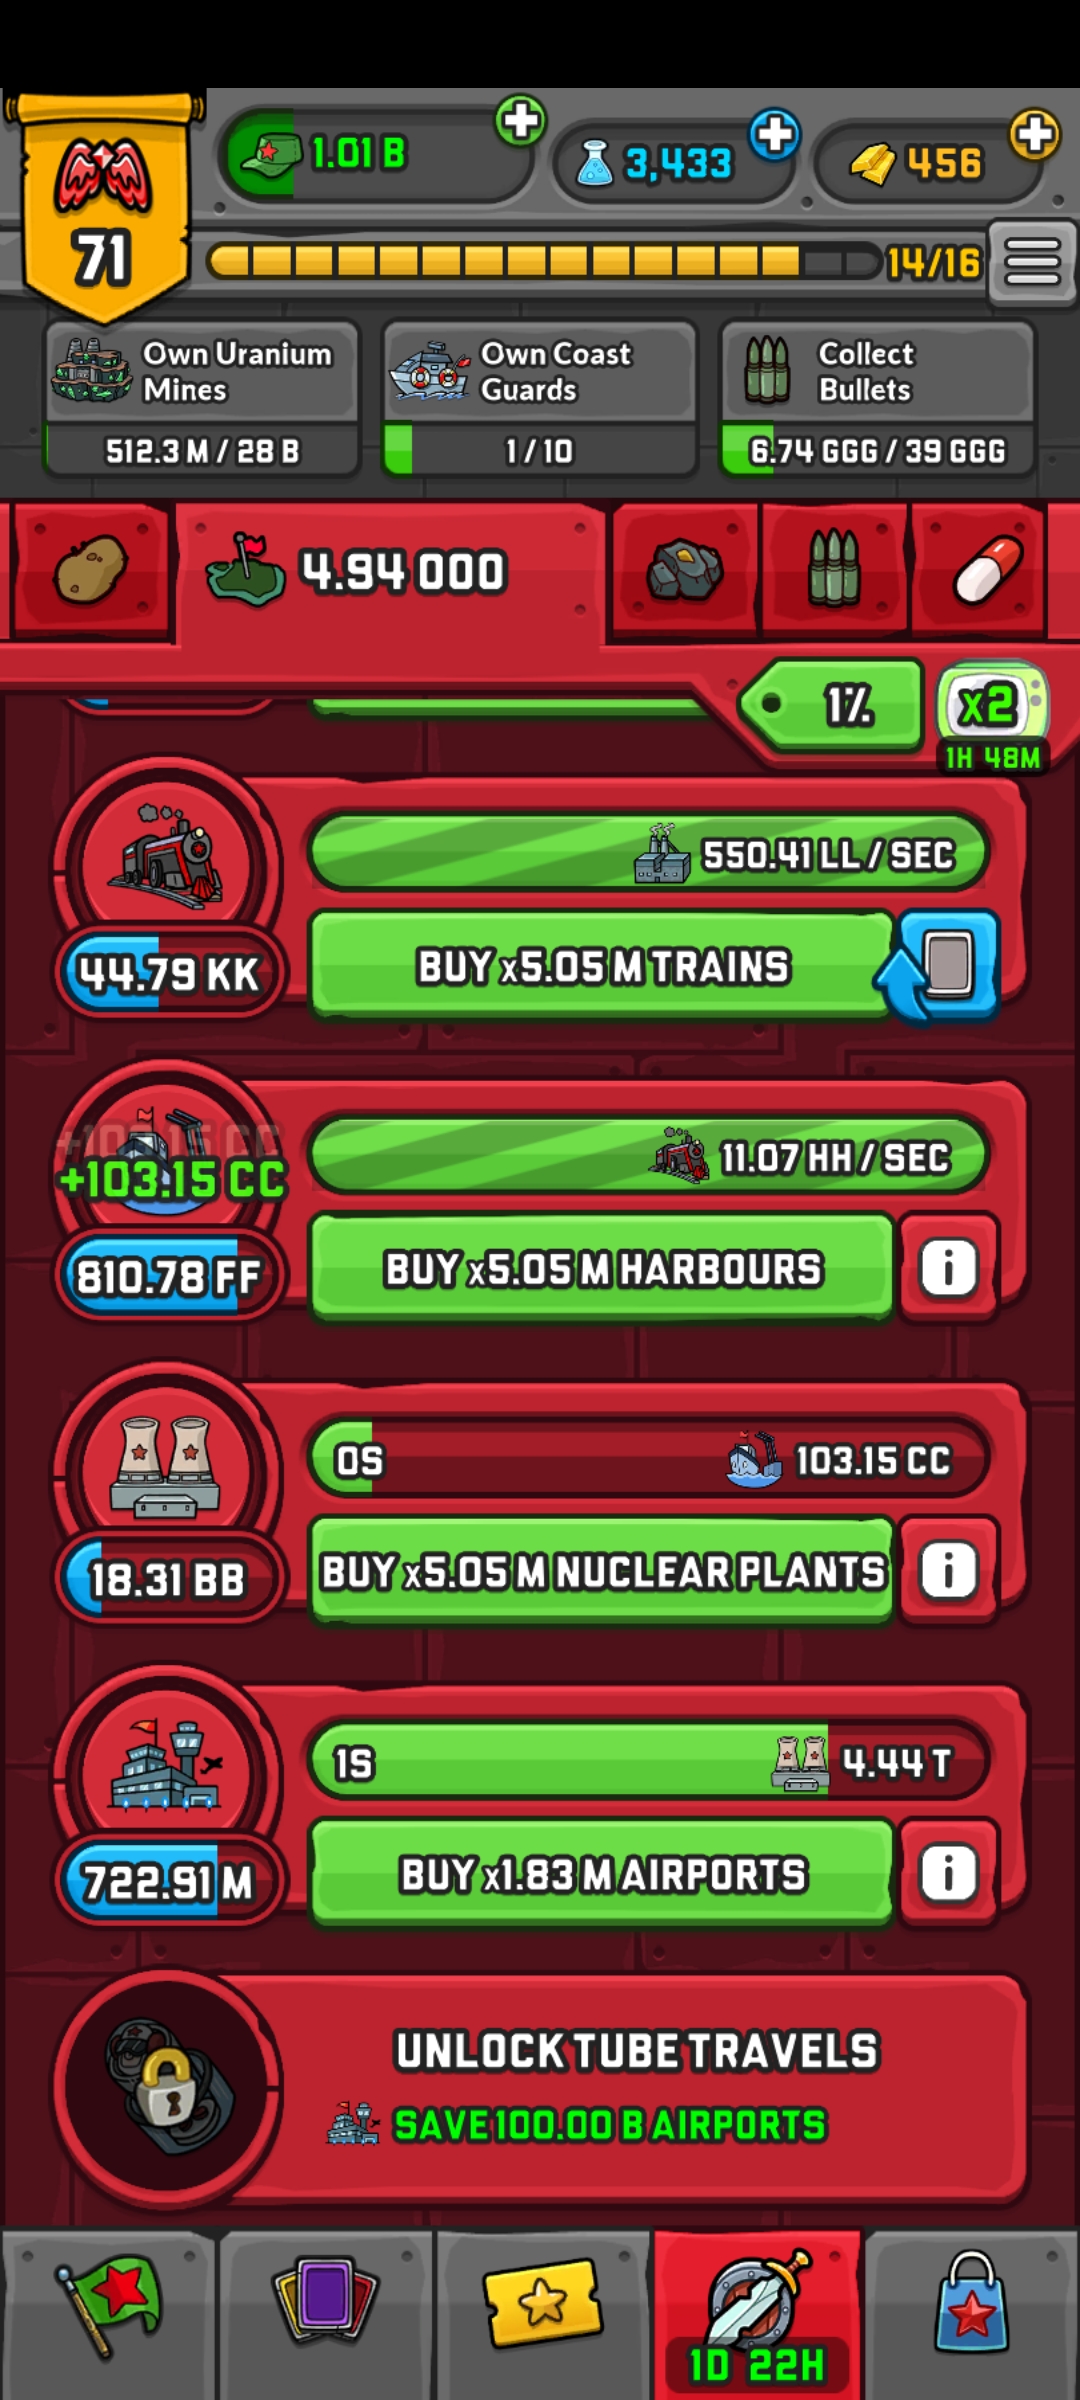 1.01 B
3,433
456
71
14/16
Own Uranium
Mines
512.3 M / 28 B
Own Coast
Guards
1 / 10
Collect
Bullets
6.74 GGG / 39 GGG
4.94 000
1%
x2
1H 48M
550.41 LL / SEC
44.79 KK
BUY x5.05 M TRAINS
+103.15 CC
+103.15 CC
11.07 HH / SEC
810.78 FF
BUY x5.05 M HARBOURS
i
0S
103.15 CC
18.31 BB
BUY x5.05 M NUCLEAR PLANTS
i
1S
4.44 T
722.91 M
BUY x1.83 M AIRPORTS
i
UNLOCK TUBE TRAVELS
SAVE 100.00 B AIRPORTS
1D 22H